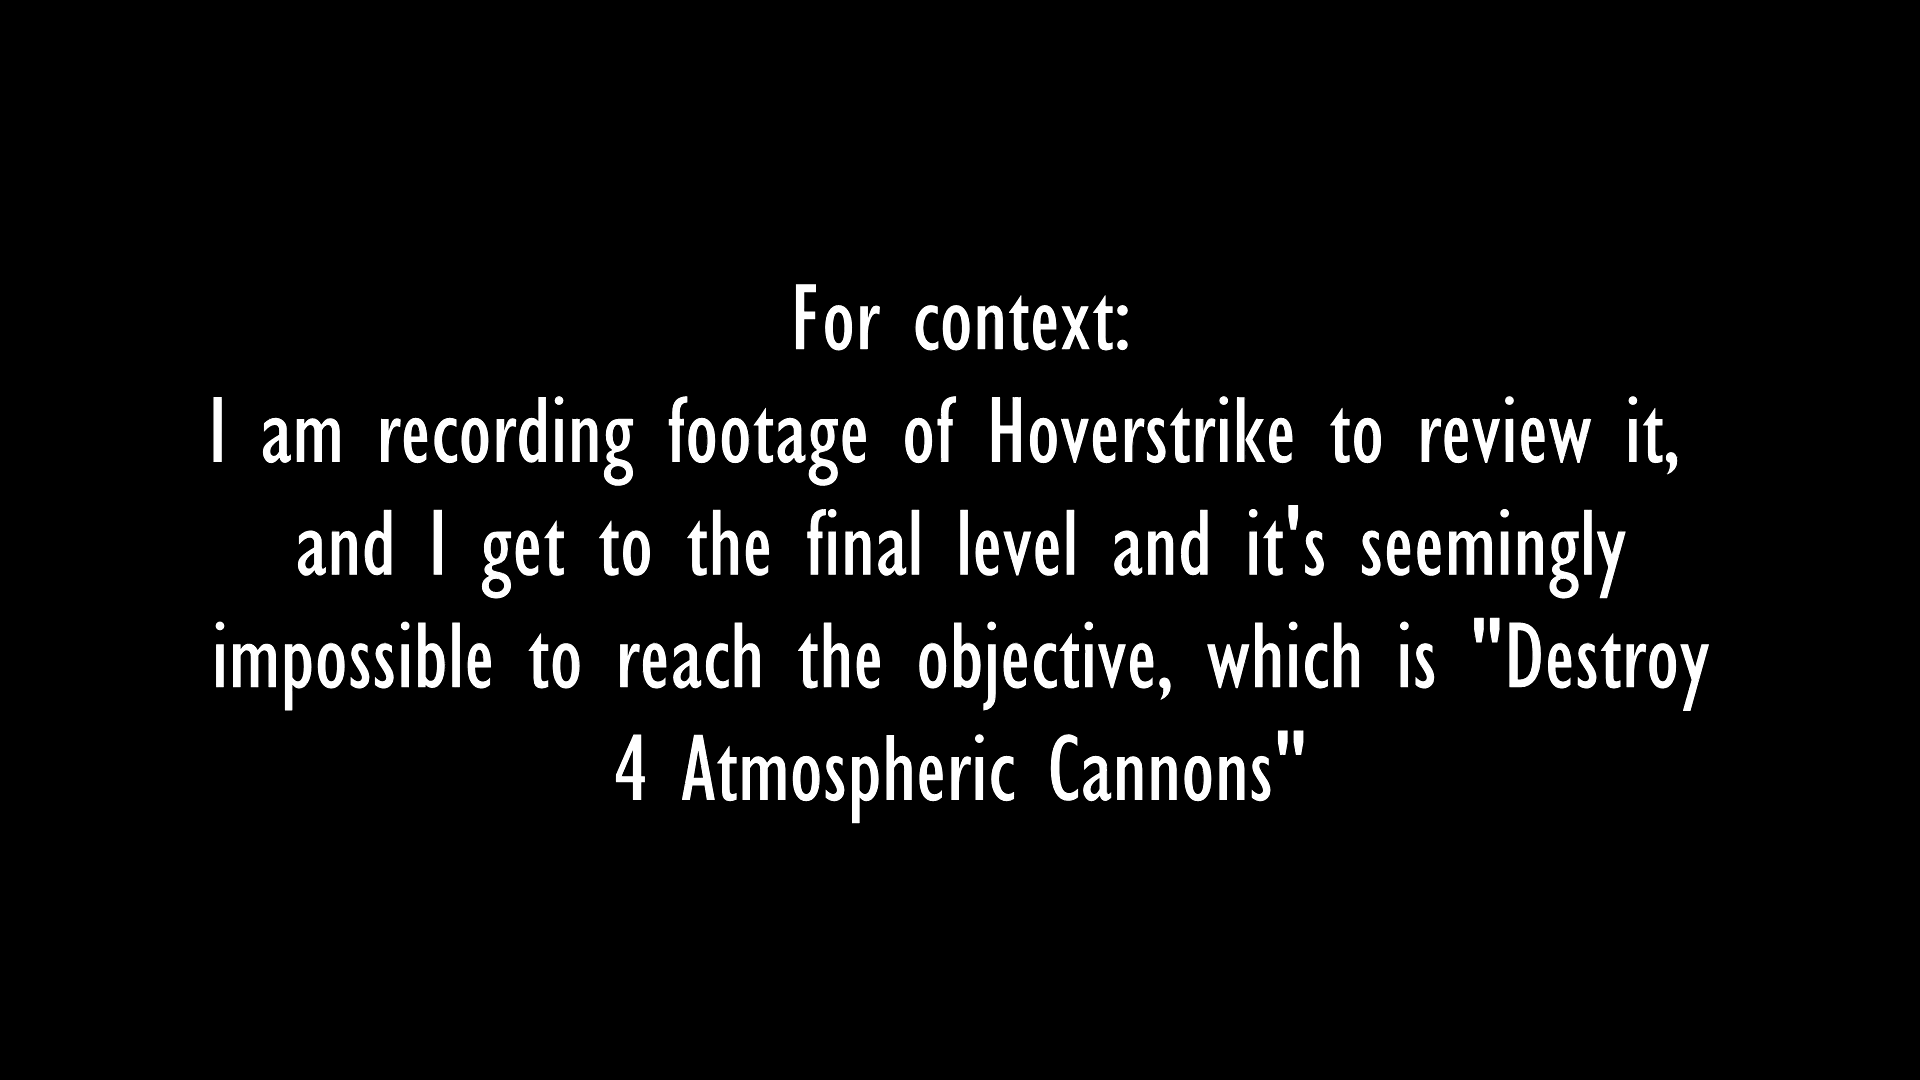 For context:
I am recording footage of Hoverstrike to review it,
and I get to the final level and it's seemingly
impossible to reach the objective, which is "Destroy
4 Atmospheric Cannons"